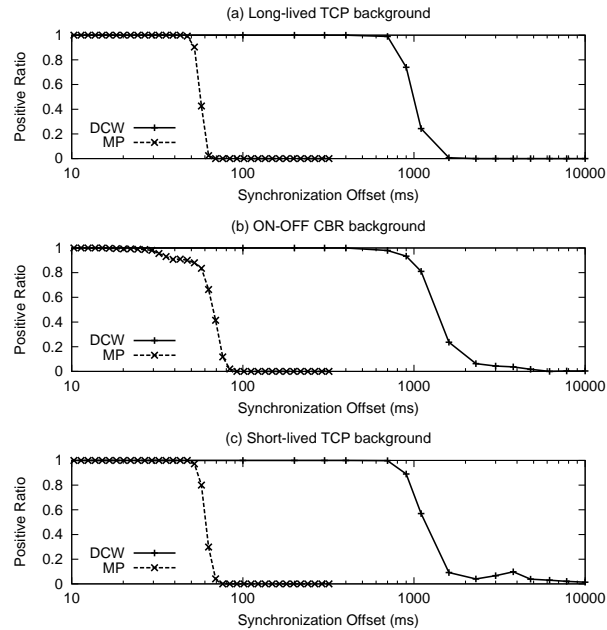 (a) Long-lived TCP background
Positive Ratio
1
0.8
0.6
0.4
0.2
0
DCW
MP
10 100 1000 10000
Synchronization Offset (ms)
(b) ON-OFF CBR background
Positive Ratio
1
0.8
0.6
0.4
0.2
0
DCW
MP
10 100 1000 10000
Synchronization Offset (ms)
(c) Short-lived TCP background
Positive Ratio
1
0.8
0.6
0.4
0.2
0
DCW
MP
10 100 1000 10000
Synchronization Offset (ms)